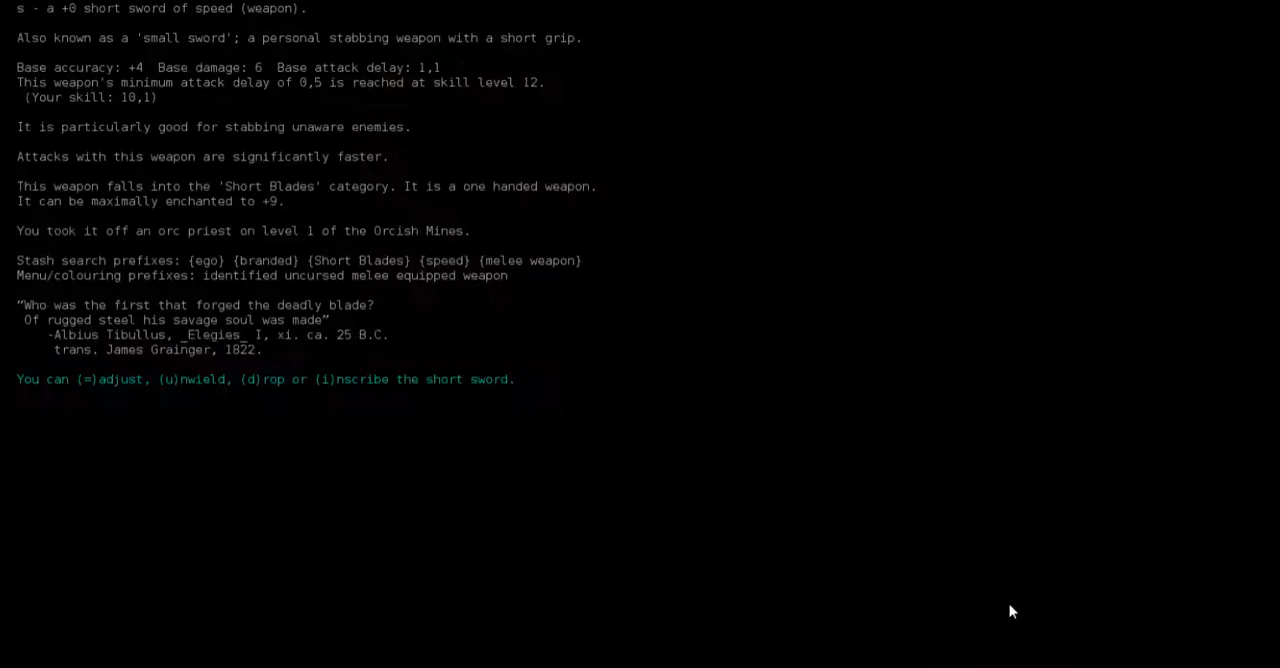 s - a +0 short sword of speed (weapon).
Also known as a 'small sword'; a personal stabbing weapon with a short grip.
Base accuracy: +4  Base damage: 6  Base attack delay: 1,1
This weapon's minimum attack delay of 0,5 is reached at skill level 12.
(Your skill: 10,1)
It is particularly good for stabbing unaware enemies.
Attacks with this weapon are significantly faster.
This weapon falls into the 'Short Blades' category. It is a one handed weapon.
It can be maximally enchanted to +9.
You took it off an orc priest on level 1 of the Orcish Mines.
Stash search prefixes: {ego} {branded} {Short Blades} {speed} {melee weapon}
Menu/colouring prefixes: identified uncursed melee equipped weapon
“Who was the first that forged the deadly blade?
Of rugged steel his savage soul was made”
-Albius Tibullus, _Elegies_ I, xi. ca. 25 B.C.
trans. James Grainger, 1822.
You can (=)adjust, (u)nwield, (d)rop or (i)nscribe the short sword.